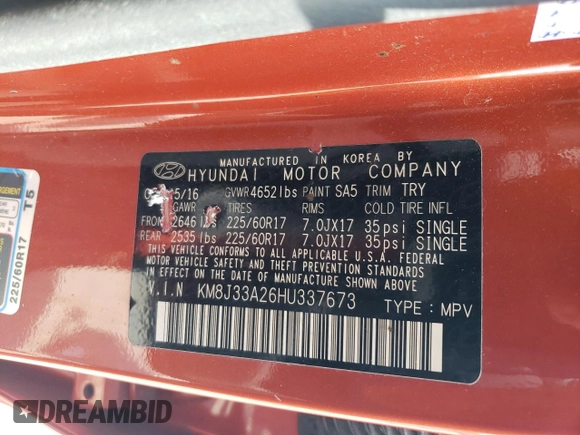 MANUFACTURED IN KOREA BY
HYUNDAI MOTOR COMPANY
5/16 GVWR 4652 lbs PAINT SA5 TRIM TRY
GAWR TIRES RIMS COLD TIRE INFL
FRONT 2646 lbs 225/60R17 7.0JX17 35psi SINGLE
REAR 2535 lbs 225/60R17 7.0JX17 35psi SINGLE
THIS VEHICLE CONFORMS TO ALL APPLICABLE U.S.A. FEDERAL
MOTOR VEHICLE SAFETY AND THEFT PREVENTION STANDARDS
IN EFFECT ON THE DATE OF MANUFACTURE SHOWN ABOVE
V.I.N KM8J33A26HU337673 TYPE : MPV
225/60R17 T5
DREAMBID